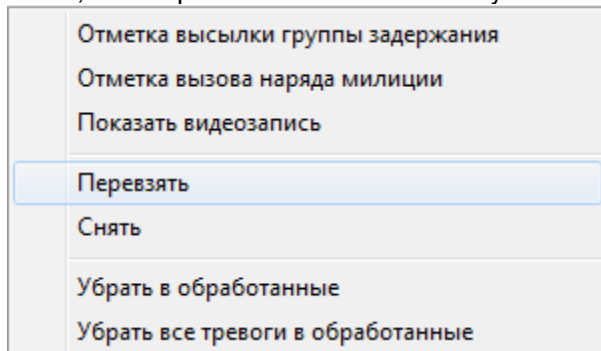 Отметка высылки группы задержания
Отметка вызова наряда милиции
Показать видеозапись
Перевзять
Снять
Убрать в обработанные
Убрать все тревоги в обработанные